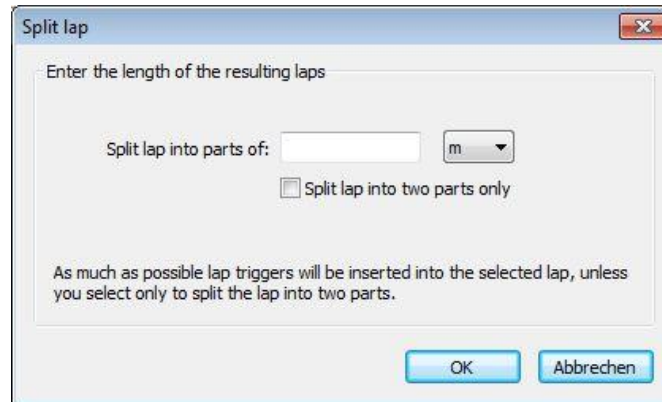 Split lap
Enter the length of the resulting laps
Split lap into parts of:
m
Split lap into two parts only
As much as possible lap triggers will be inserted into the selected lap, unless
you select only to split the lap into two parts.
OK
Abbrechen